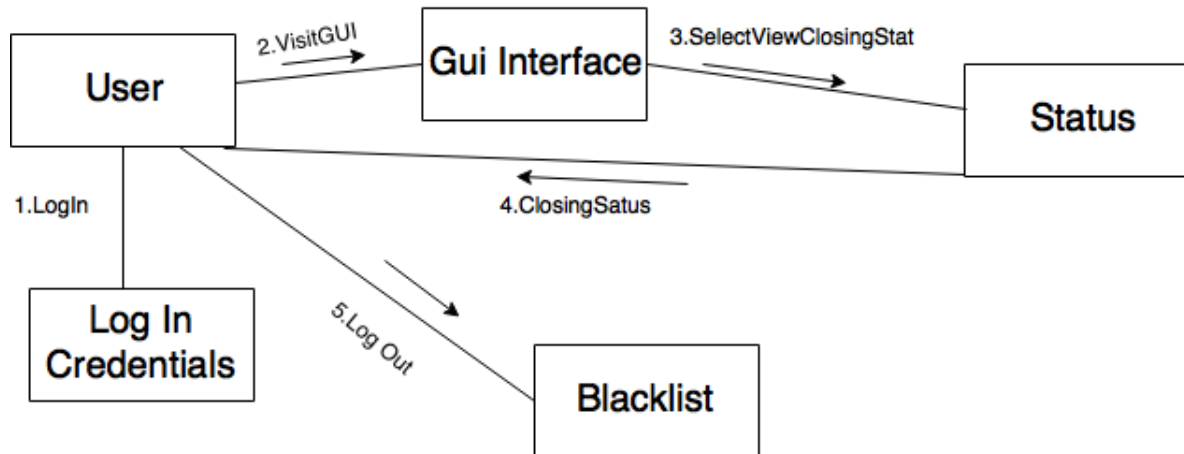 2.VisitGUI
Gui Interface
3.SelectViewClosingStat
User
Status
1.LogIn
4.ClosingSatus
Log In
Credentials
5.Log Out
Blacklist